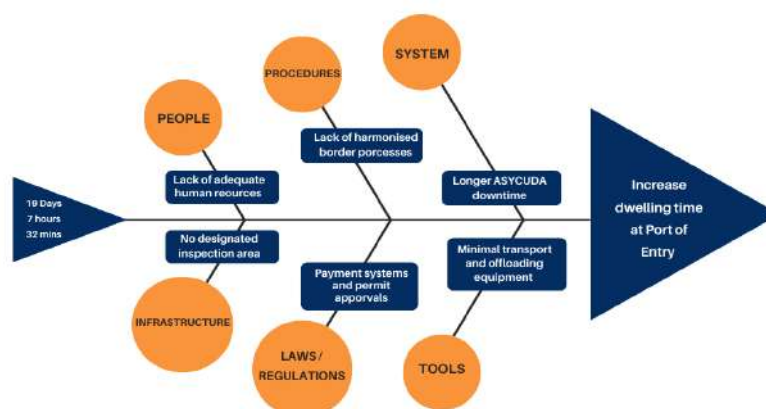 SYSTEM
PROCEDURES
PEOPLE
Lack of harmonised
border porcesses
Lack of adequate
human reources
Longer ASYCUDA
downtime
19 Days
7 hours
32 mins
Increase
dwelling time
at Port of
Entry
No designated
inspection area
Payment systems
and permit
apporvals
Minimal transport
and offloading
equipment
INFRASTRUCTURE
LAWS /
REGULATIONS
TOOLS